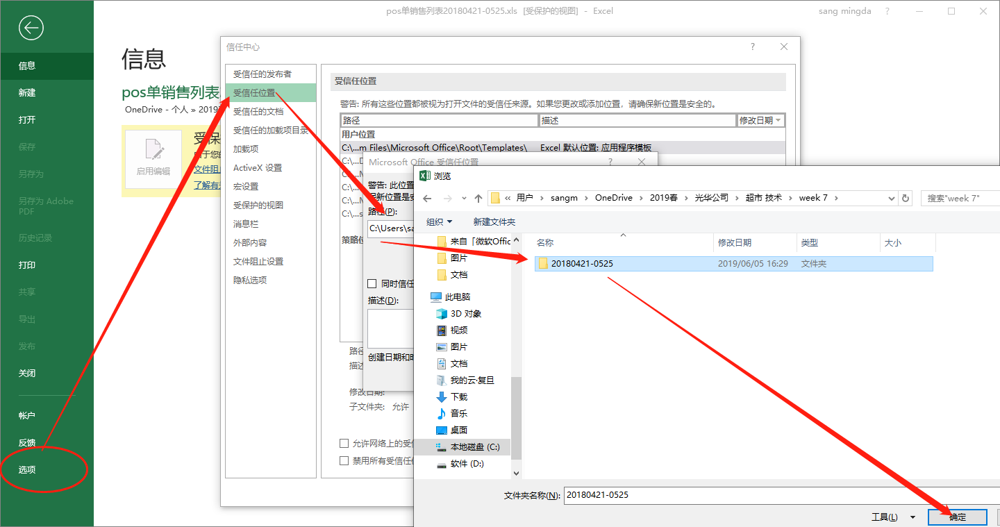 pos单销售列表20180421-0525.xls [受保护的视图] - Excel
sang mingda
?
信息
新建
打开
保存
另存为
另存为 Adobe
PDF
历史记录
打印
共享
导出
发布
关闭
帐户
反馈
选项
信息
pos单销售列表
OneDrive - 个人 » 2019
启用编辑
受保
由于您的
文件阻止
了解有关
信任中心
?
受信任的发布者
受信任位置
受信任的文档
受信任的加载项目录
加载项
ActiveX 设置
宏设置
受保护的视图
消息栏
外部内容
文件阻止设置
隐私选项
受信任位置
警告: 所有这些位置都被视为打开文件的受信任来源。如果您更改或添加位置，请确保新位置是安全的。
路径 描述 修改日期
用户位置
C:\...m Files\Microsoft Office\Root\Templates\ Excel 默认位置: 应用程序模板
C:\...D
C:\...M
C:\...
C:\...M
C:\...s
策略位
路径
描述
修改日期:
子文件夹: 允许
允许网络上的受信
禁用所有受信任位
Microsoft Office 受信任位置
?
警告: 此位置
保新位置是安
路径(P):
C:\Users\sa
同时信任
描述(D):
创建日期和时
浏览
« 用户 › sangm › OneDrive › 2019春 › 光华公司 › 超市 技术 › week 7 ›
搜索"week 7"
组织 新建文件夹
来自「微软Offic
图片
文档
此电脑
3D 对象
视频
图片
文档
我的云·复旦
下载
音乐
桌面
本地磁盘 (C:)
软件 (D:)
名称 修改日期 类型 大小
20180421-0525 2019/06/05 16:29 文件夹
文件夹名称(N): 20180421-0525
工具(L) 确定